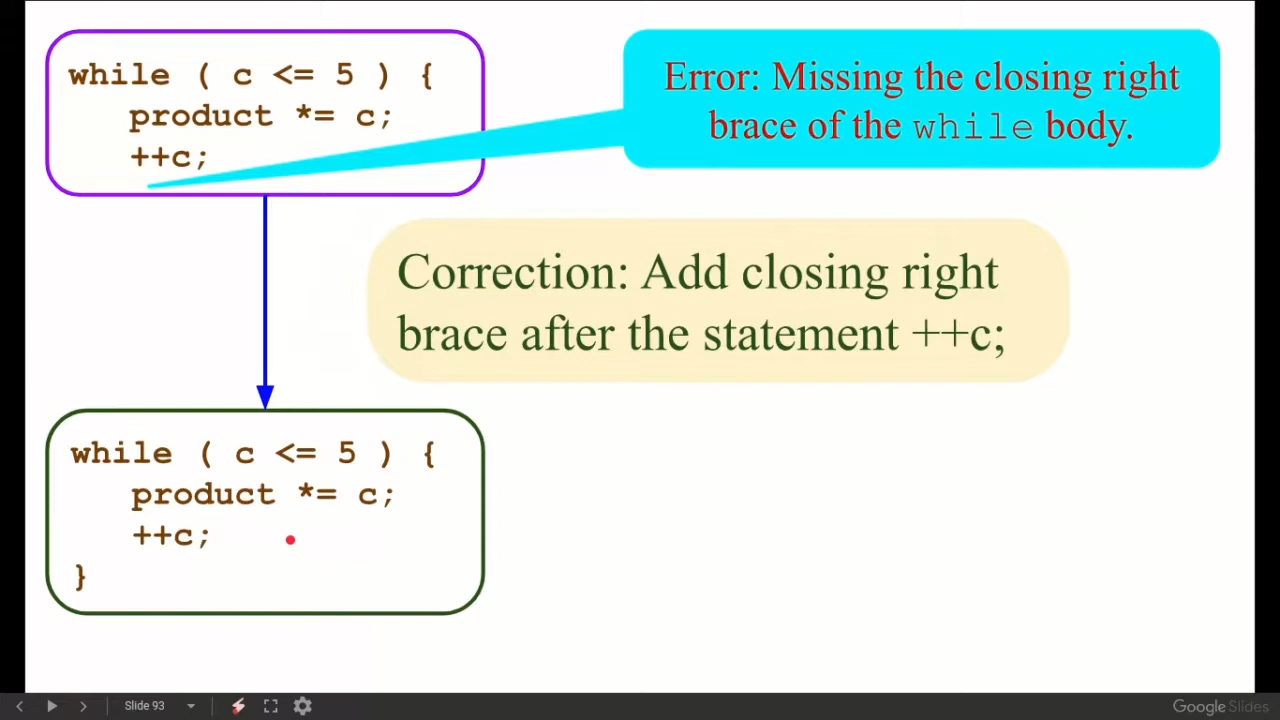 while ( c <= 5 ) {
product *= c;
++c;
Error: Missing the closing right
brace of the while body.
Correction: Add closing right
brace after the statement ++c;
while ( c <= 5 ) {
product *= c;
++c;
}
Slide 93
Google Slides